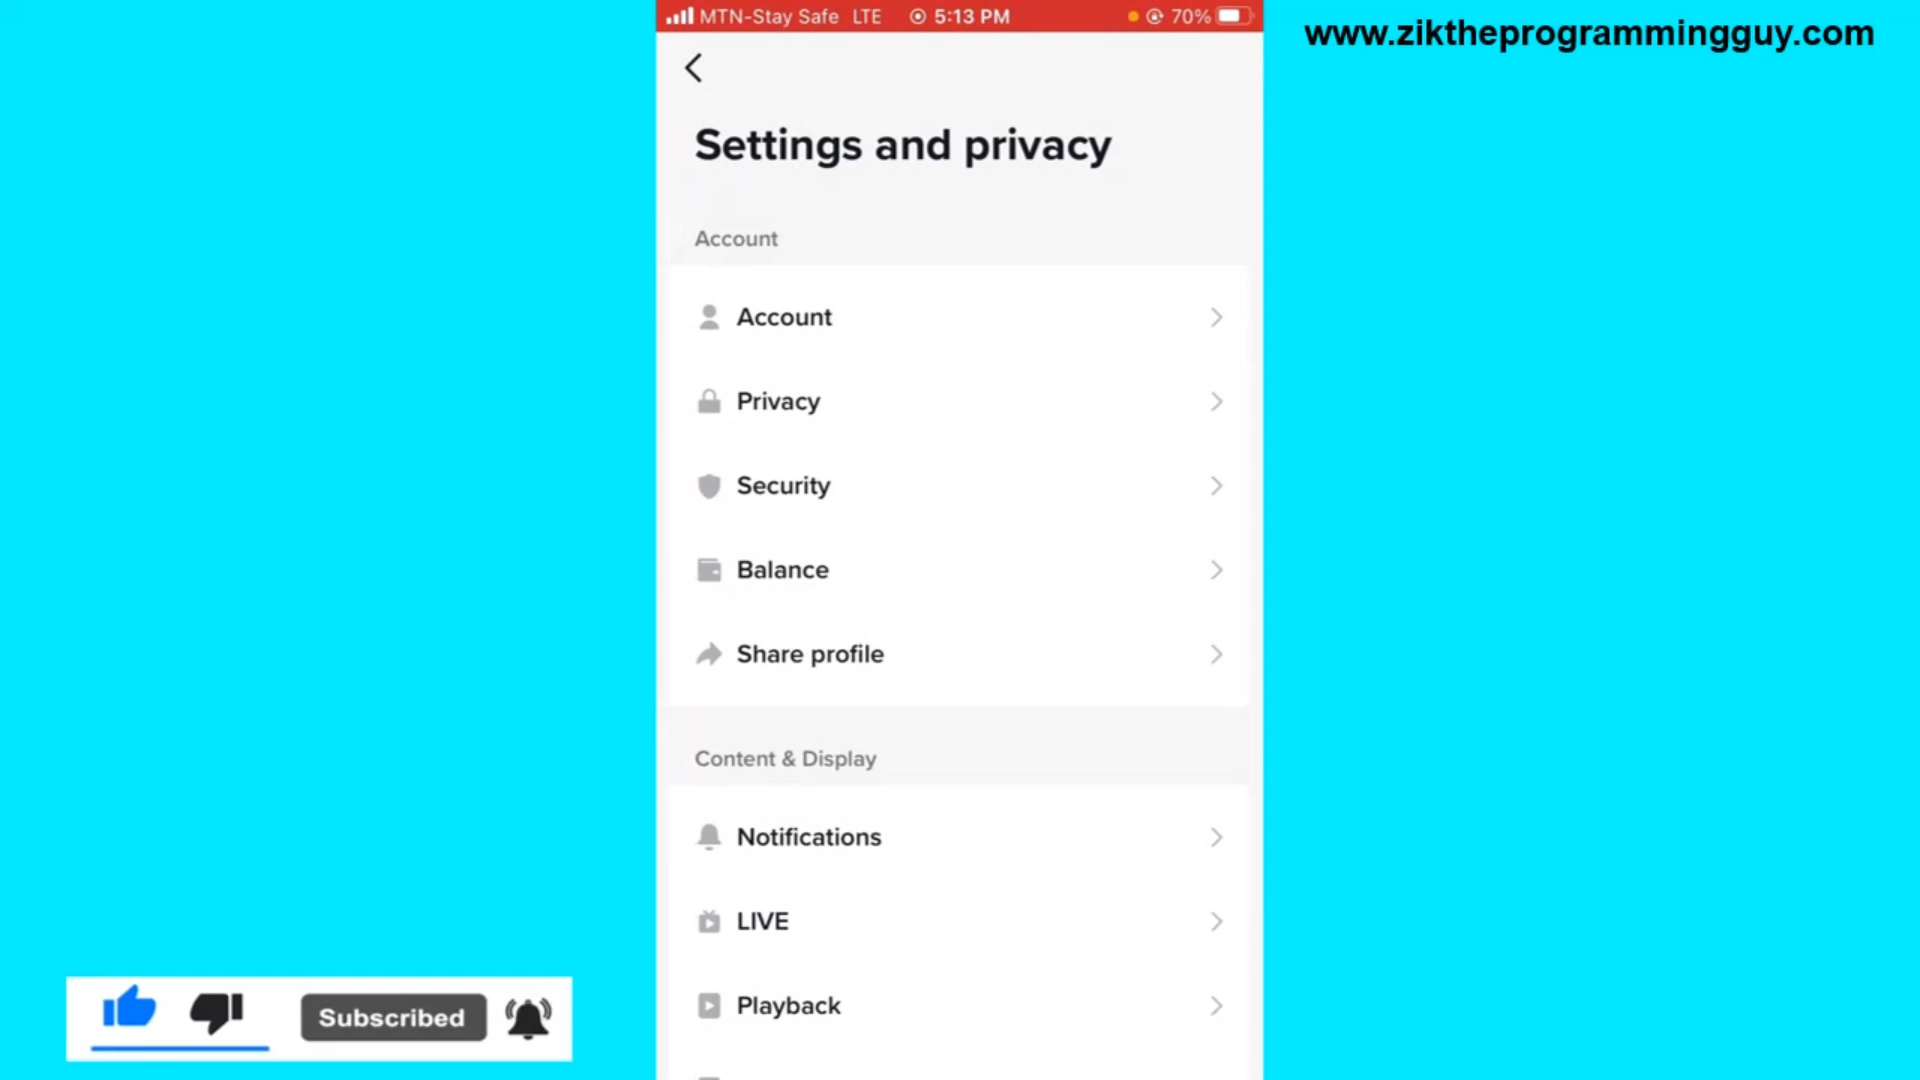 MTN-Stay Safe LTE 5:13 PM 70%
www.ziktheprogrammingguy.com
Settings and privacy
Account
Account
Privacy
Security
Balance
Share profile
Content & Display
Notifications
LIVE
Playback
Subscribed